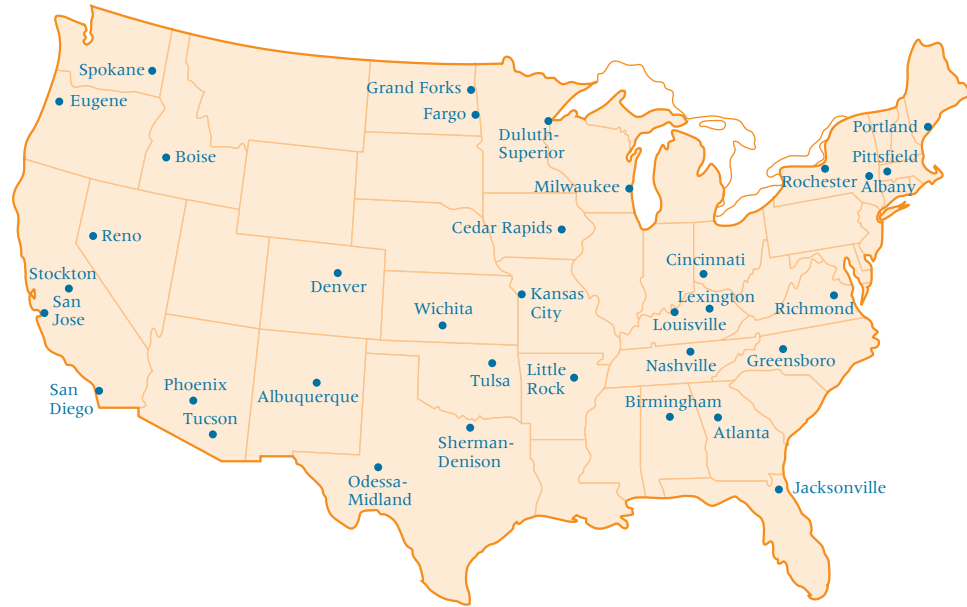 Spokane
Eugene
Boise
Reno
Stockton
San
Jose
San
Diego
Phoenix
Tucson
Albuquerque
Denver
Grand Forks
Fargo
Duluth-
Superior
Milwaukee
Cedar Rapids
Wichita
Kansas
City
Tulsa
Little
Rock
Sherman-
Denison
Odessa-
Midland
Cincinnati
Lexington
Louisville
Nashville
Birmingham
Atlanta
Jacksonville
Greensboro
Richmond
Portland
Pittsfield
Rochester
Albany